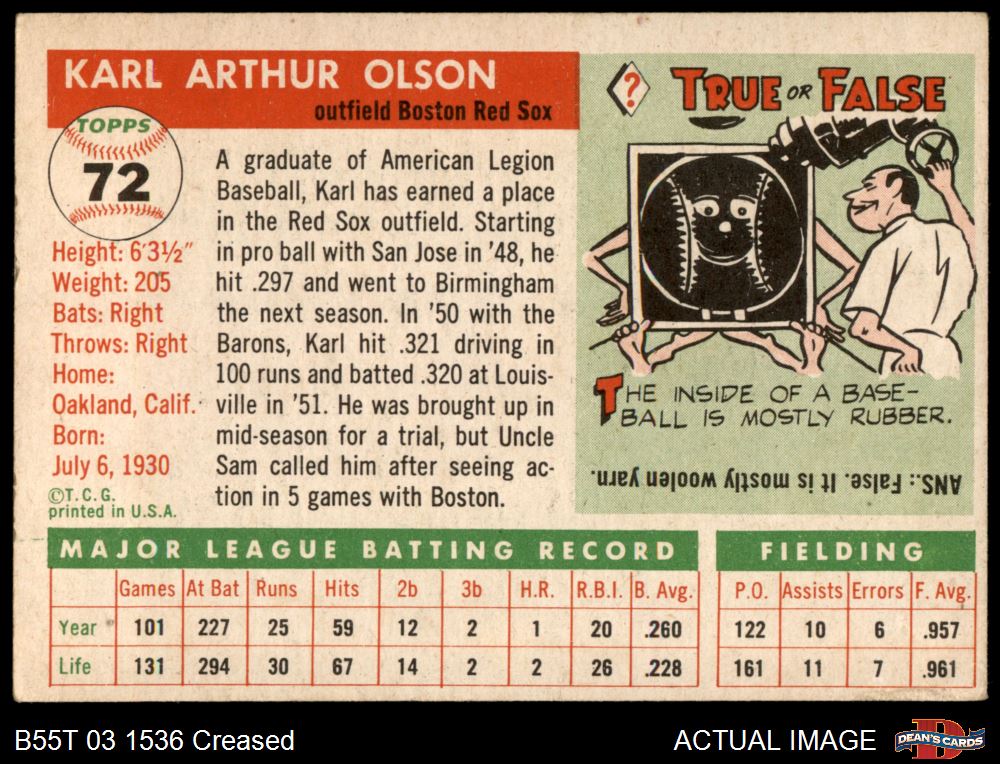 KARL ARTHUR OLSON
outfield Boston Red Sox
TOPPS
72
Height: 6'3½"
Weight: 205
Bats: Right
Throws: Right
Home:
Oakland, Calif.
Born:
July 6, 1930
©T.C.G.
printed in U.S.A.
A graduate of American Legion
Baseball, Karl has earned a place
in the Red Sox outfield. Starting
in pro ball with San Jose in '48, he
hit .297 and went to Birmingham
the next season. In '50 with the
Barons, Karl hit .321 driving in
100 runs and batted .320 at Louis-
ville in '51. He was brought up in
mid-season for a trial, but Uncle
Sam called him after seeing ac-
tion in 5 games with Boston.
? TRUE OR FALSE
THE INSIDE OF A BASE-
BALL IS MOSTLY RUBBER.
ANS.: False. It is mostly woolen yarn.
MAJOR LEAGUE BATTING RECORD FIELDING
Games At Bat Runs Hits 2b 3b H.R. R.B.I. B. Avg. P.O. Assists Errors F. Avg.
Year 101 227 25 59 12 2 1 20 .260 122 10 6 .957
Life 131 294 30 67 14 2 2 26 .228 161 11 7 .961
B55T 03 1536 Creased
ACTUAL IMAGE
D
DEAN'S CARDS